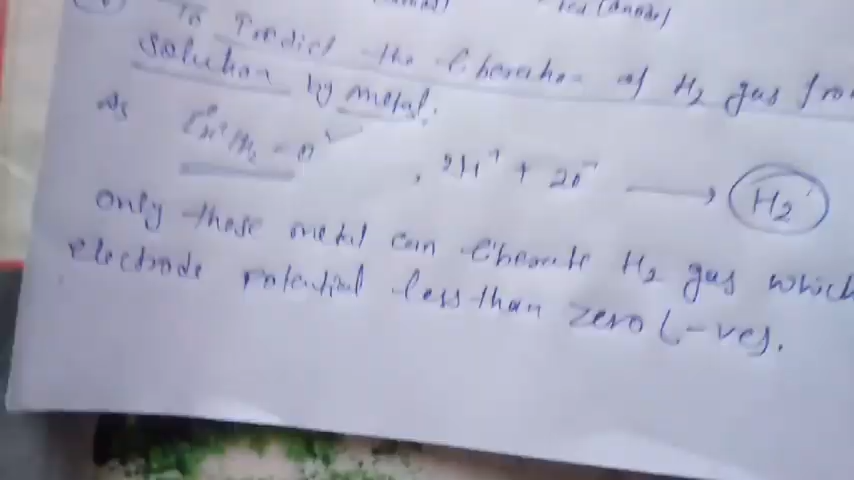 To Predict the liberation of H2 gas from
solution by metal.
As E°H+/H2 = 0 , 2H+ + 2e- → H2
Only those metal can liberate H2 gas which
electrode potential less than zero (-ve).